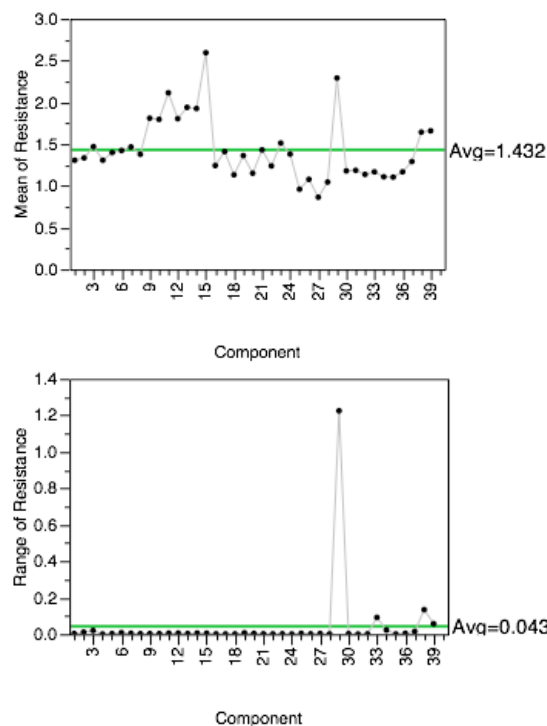 3.0
2.5
2.0
1.5
1.0
0.5
0.0
Mean of Resistance
Avg=1.432
3 6 9 12 15 18 21 24 27 30 33 36 39
Component
1.4
1.2
1.0
0.8
0.6
0.4
0.2
0.0
Range of Resistance
Avg=0.043
3 6 9 12 15 18 21 24 27 30 33 36 39
Component